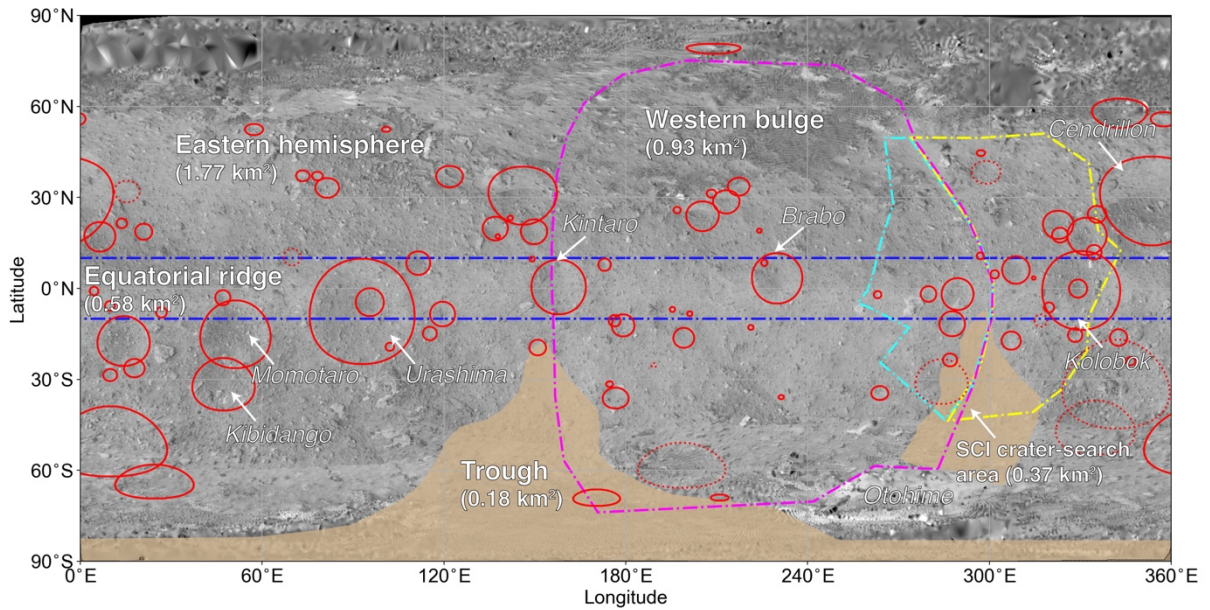 90°N
60°N
30°N
0°N
30°S
60°S
90°S
Latitude
Eastern hemisphere
(1.77 km²)
Western bulge
(0.93 km²)
Cendrillon
Kintaro
Brabo
Equatorial ridge
(0.58 km²)
Momotaro
Urashima
Kolobok
Kibidango
Trough
(0.18 km²)
SCI crater-search
area (0.37 km²)
Otohime
0°E
60°E
120°E
180°E
240°E
300°E
360°E
Longitude